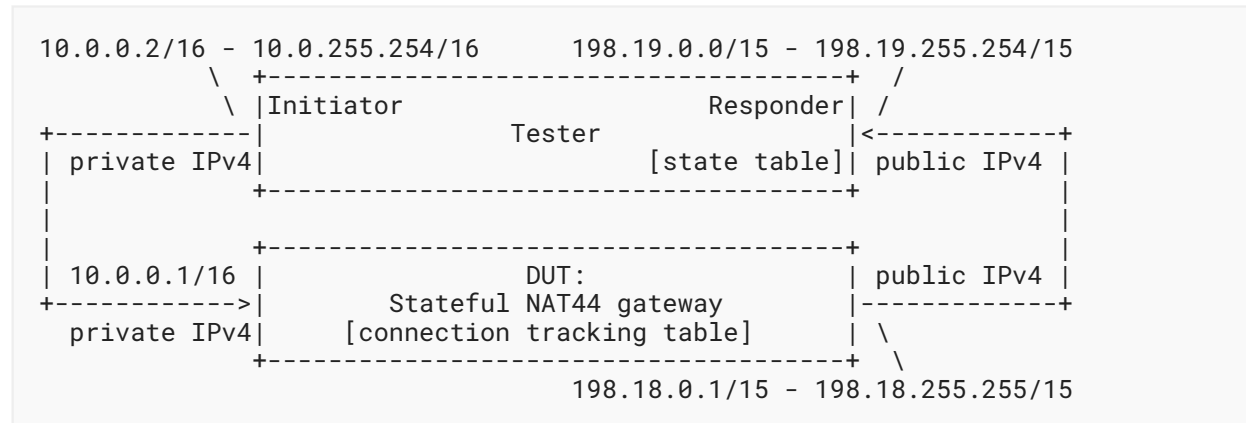 10.0.0.2/16 - 10.0.255.254/16      198.19.0.0/15 - 198.19.255.254/15
          \  +--------------------------------------+  /
           \ |Initiator                    Responder| /
+-------------|                Tester                |<------------+
| private IPv4|                         [state table]| public IPv4 |
|             +--------------------------------------+             |
|                                                                  |
|             +--------------------------------------+             |
| 10.0.0.1/16 |                 DUT:                 | public IPv4 |
+------------>|        Stateful NAT44 gateway        |-------------+
  private IPv4|     [connection tracking table]      | \
              +--------------------------------------+  \
                                  198.18.0.1/15 - 198.18.255.255/15